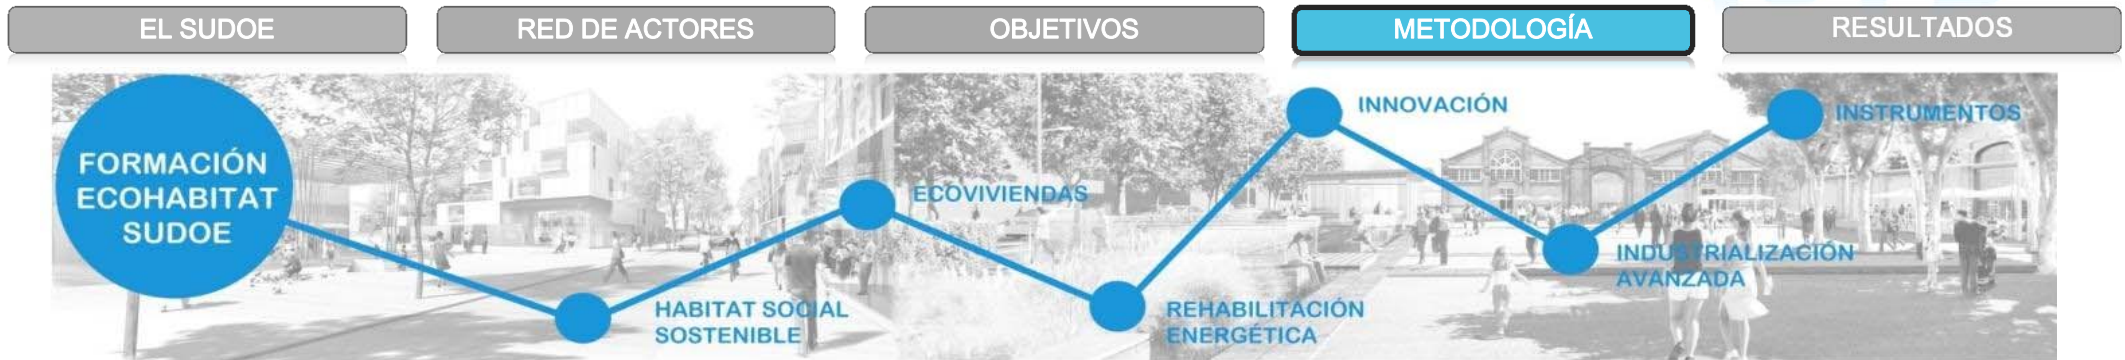 EL SUDOE
RED DE ACTORES
OBJETIVOS
METODOLOGÍA
RESULTADOS
FORMACIÓN
ECOHABITAT
SUDOE
HABITAT SOCIAL
SOSTENIBLE
ECOVIVIENDAS
REHABILITACIÓN
ENERGÉTICA
INNOVACIÓN
INDUSTRIALIZACIÓN
AVANZADA
INSTRUMENTOS